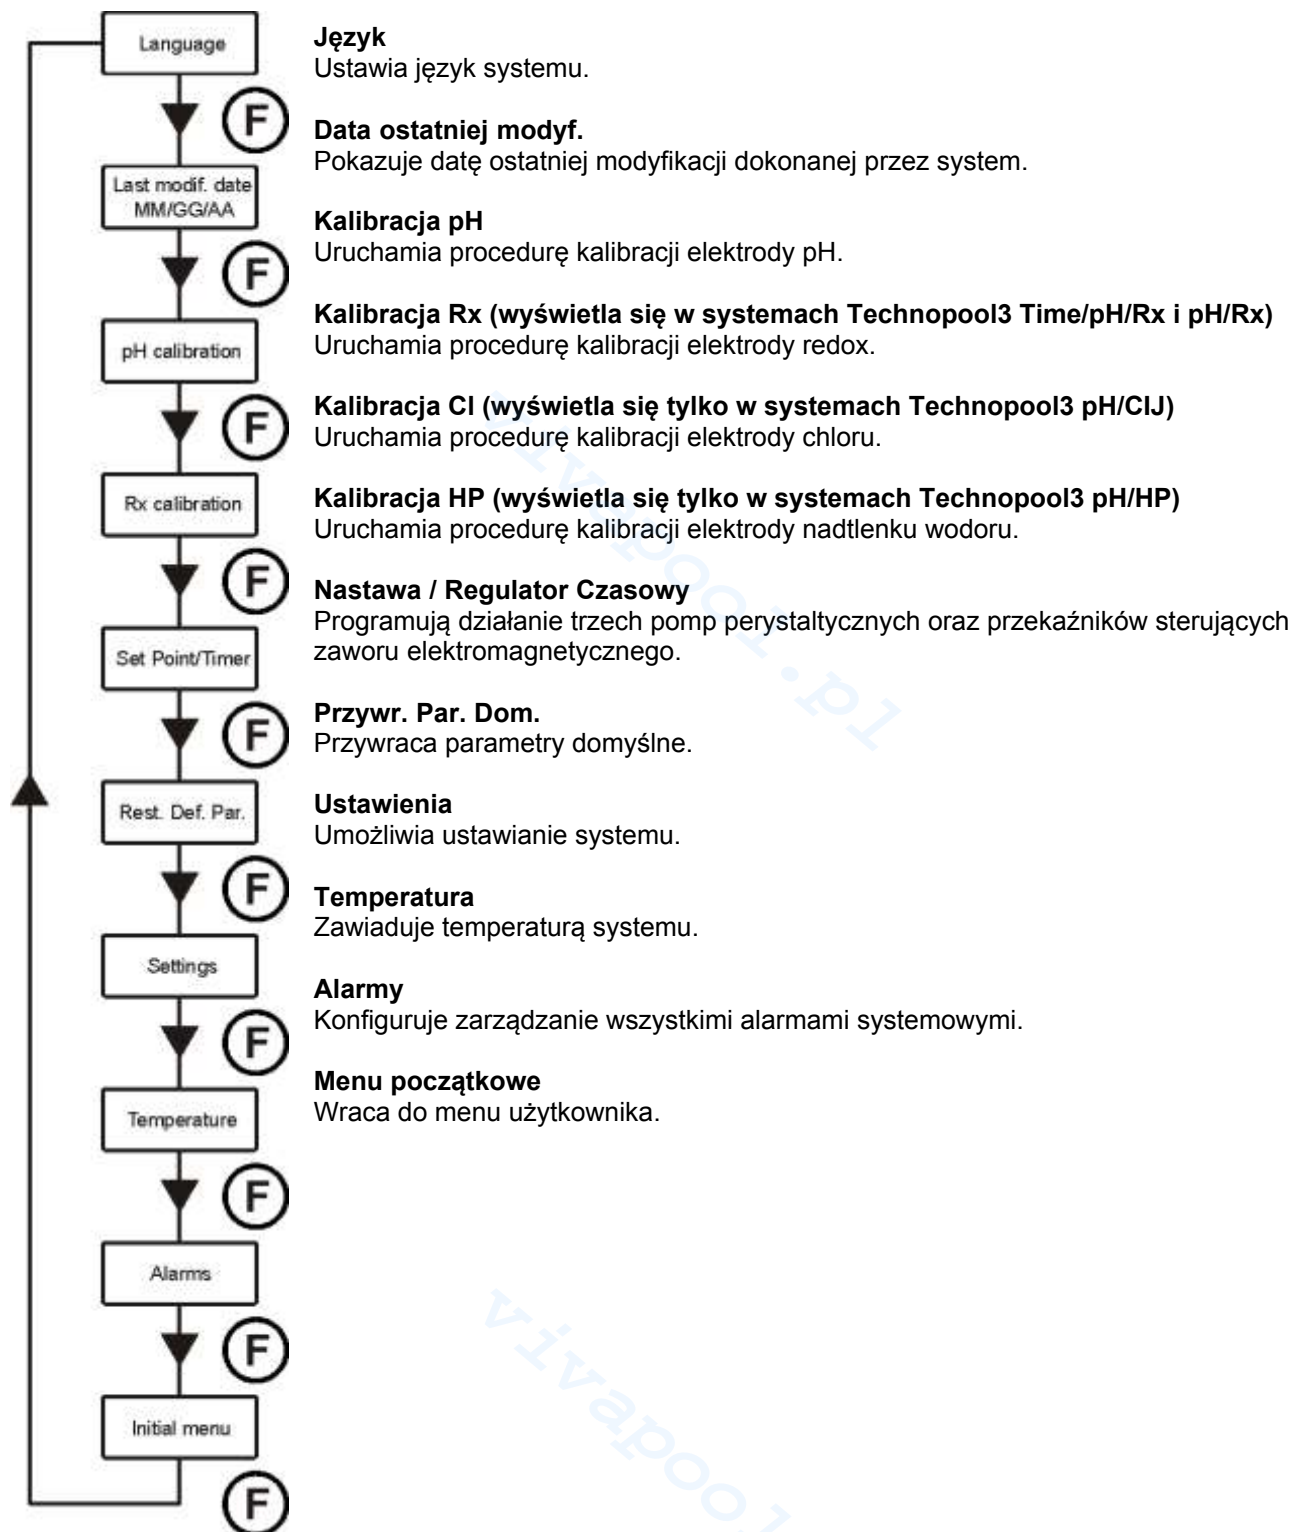 Language
F
Last modif. date
MM/GG/AA
F
pH calibration
F
Rx calibration
F
Set Point/Timer
F
Rest. Def. Par.
F
Settings
F
Temperature
F
Alarms
F
Initial menu
F
Język
Ustawia język systemu.
Data ostatniej modyf.
Pokazuje datę ostatniej modyfikacji dokonanej przez system.
Kalibracja pH
Uruchamia procedurę kalibracji elektrody pH.
Kalibracja Rx (wyświetla się w systemach Technopool3 Time/pH/Rx i pH/Rx)
Uruchamia procedurę kalibracji elektrody redox.
Kalibracja Cl (wyświetla się tylko w systemach Technopool3 pH/ClJ)
Uruchamia procedurę kalibracji elektrody chloru.
Kalibracja HP (wyświetla się tylko w systemach Technopool3 pH/HP)
Uruchamia procedurę kalibracji elektrody nadtlenku wodoru.
Nastawa / Regulator Czasowy
Programują działanie trzech pomp perystaltycznych oraz przekaźników sterujących
zaworu elektromagnetycznego.
Przywr. Par. Dom.
Przywraca parametry domyślne.
Ustawienia
Umożliwia ustawianie systemu.
Temperatura
Zawiaduje temperaturą systemu.
Alarmy
Konfiguruje zarządzanie wszystkimi alarmami systemowymi.
Menu początkowe
Wraca do menu użytkownika.
vivapool.pl
vivapool